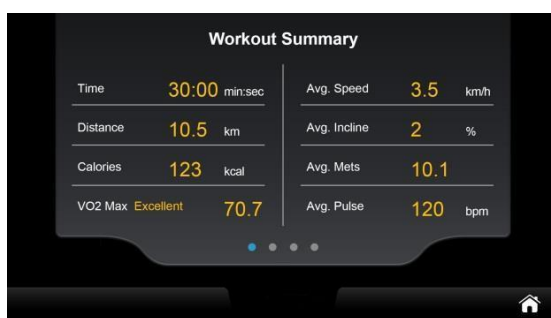 Workout Summary
Time 30:00 min:sec Avg. Speed 3.5 km/h
Distance 10.5 km Avg. Incline 2 %
Calories 123 kcal Avg. Mets 10.1
VO2 Max Excellent 70.7 Avg. Pulse 120 bpm